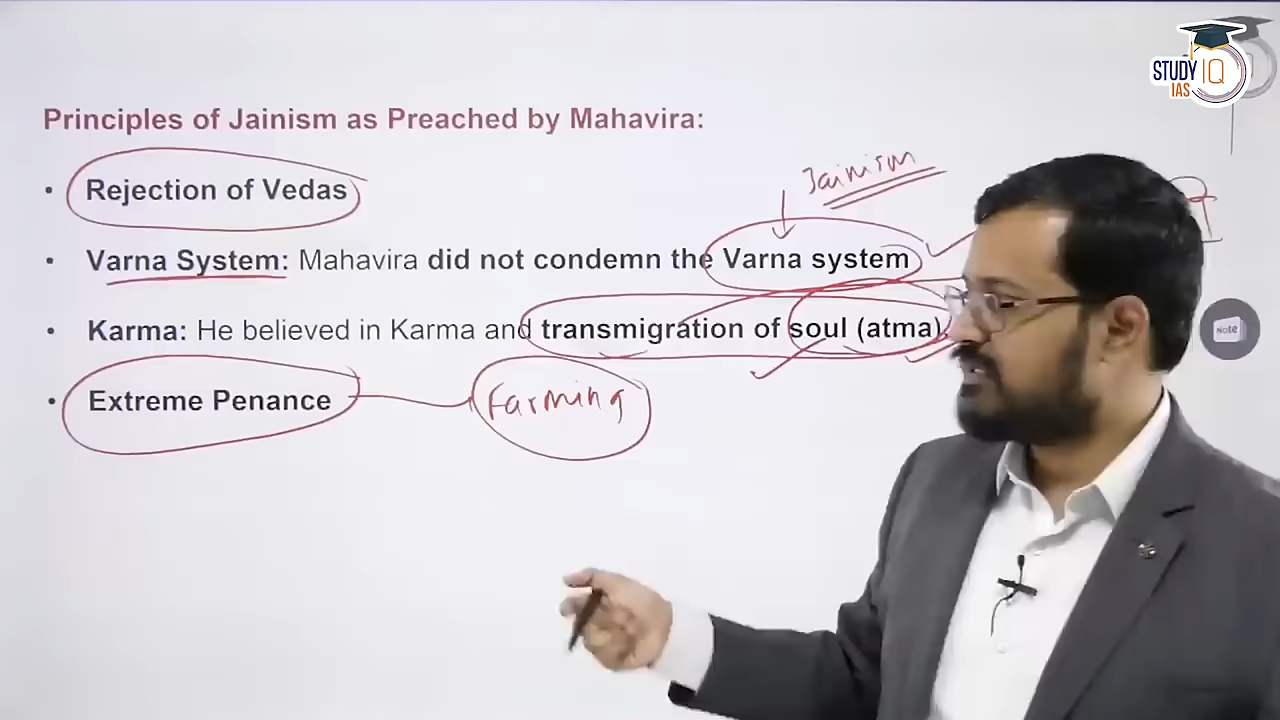 STUDY IQ
IAS
Principles of Jainism as Preached by Mahavira:
Jainism
• Rejection of Vedas
• Varna System: Mahavira did not condemn the Varna system
• Karma: He believed in Karma and transmigration of soul (atma)
Note
• Extreme Penance
Farming